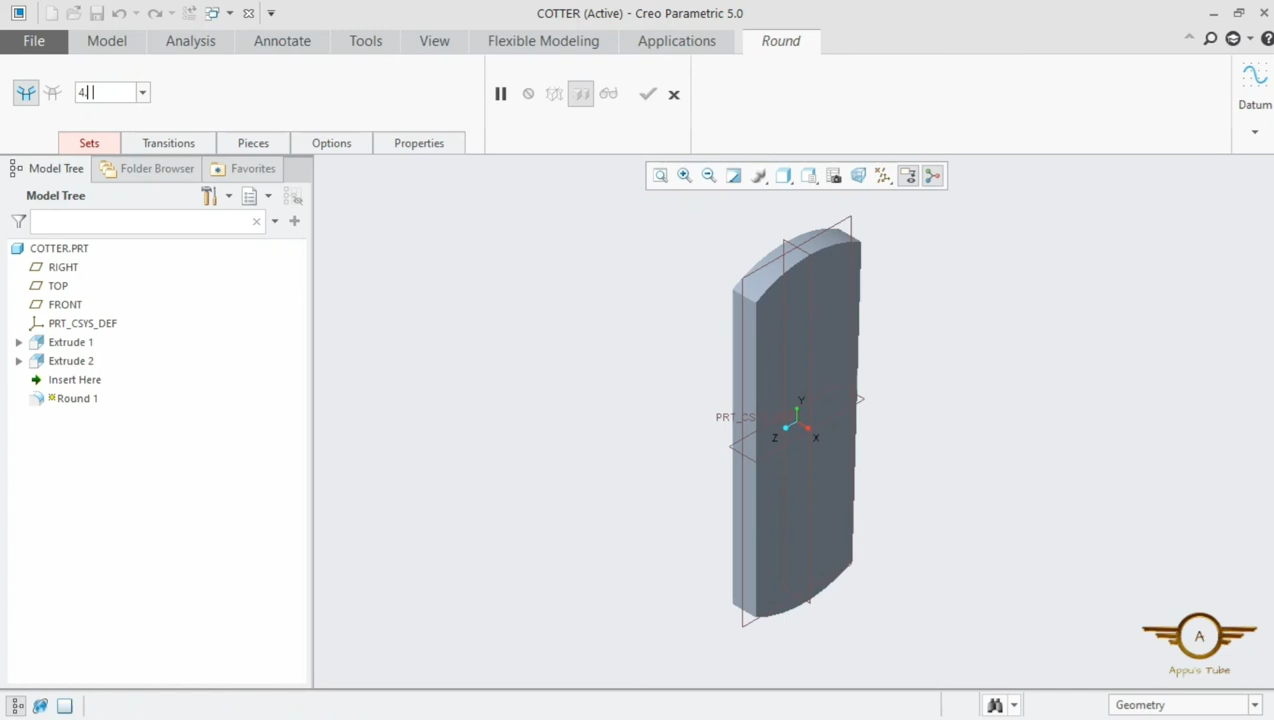 COTTER (Active) - Creo Parametric 5.0
File Model Analysis Annotate Tools View Flexible Modeling Applications Round
4.
Datum
Sets Transitions Pieces Options Properties
Model Tree Folder Browser Favorites
Model Tree
COTTER.PRT
RIGHT
TOP
FRONT
PRT_CSYS_DEF
Extrude 1
Extrude 2
Insert Here
Round 1
Y
PRT_CS
Z X
A
Appu's Tube
Geometry